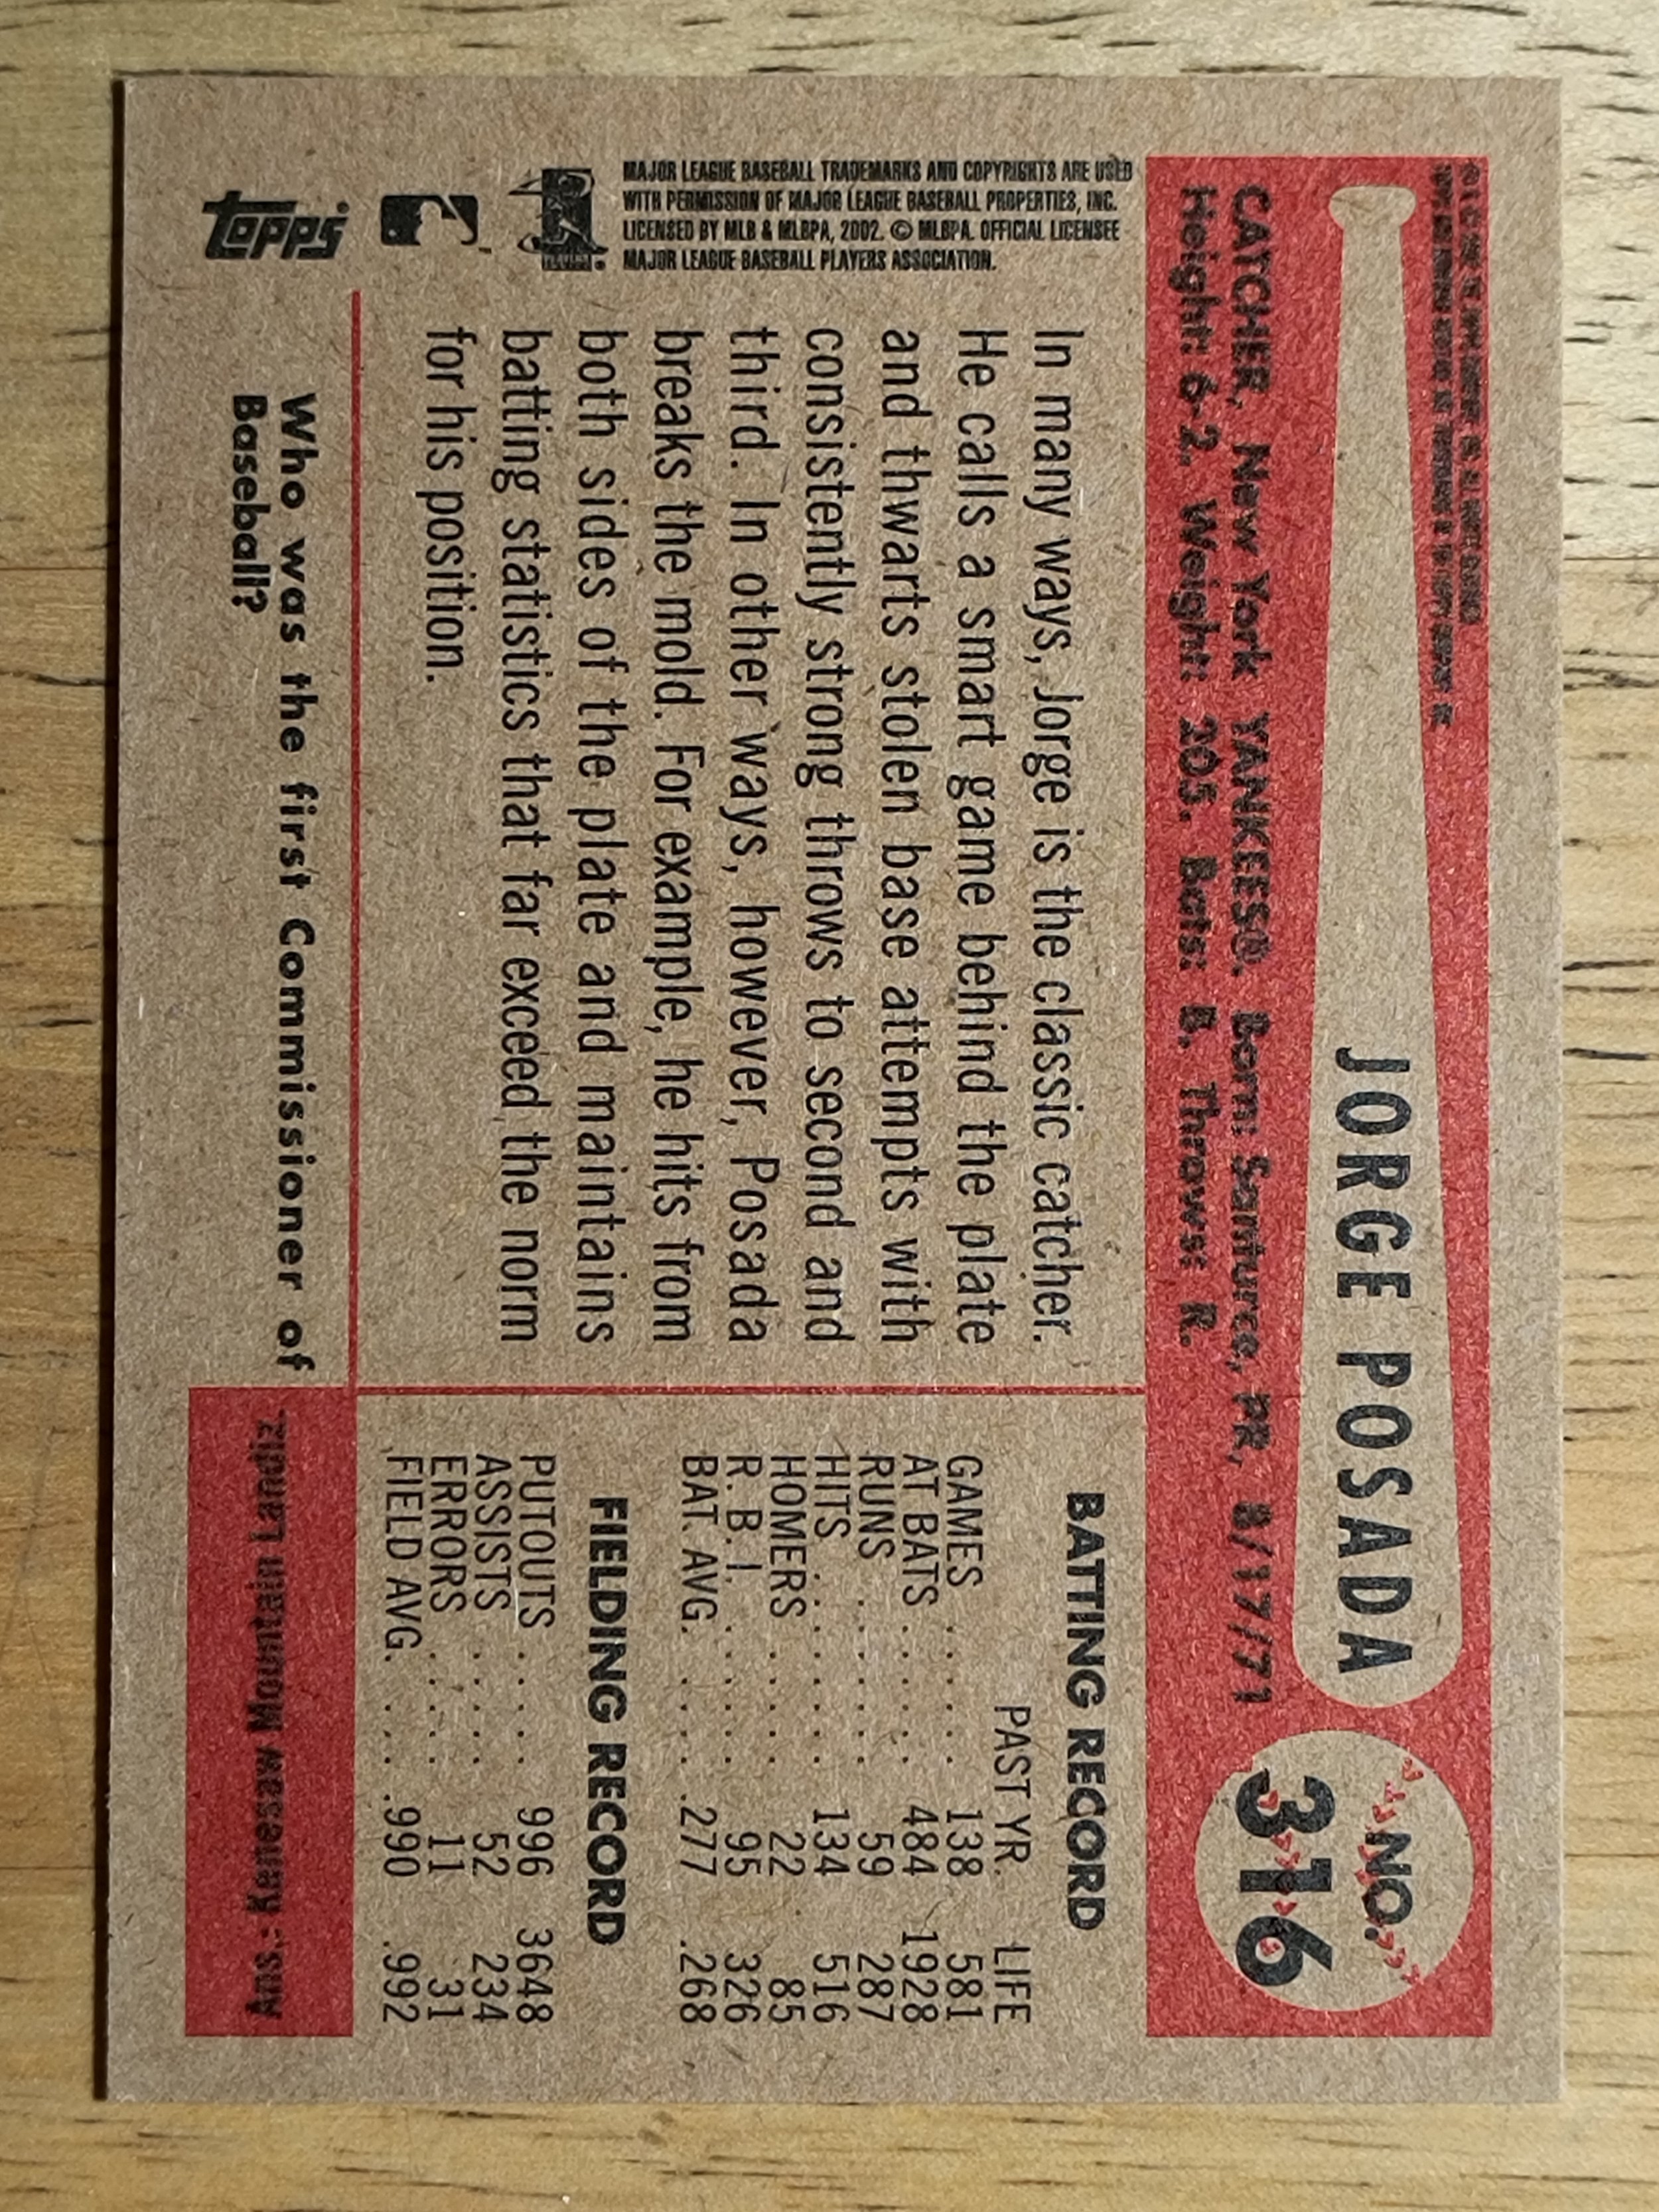 JORGE POSADA
NO.
316
CATCHER, New York YANKEES®. Born: Santurce, PR, 8/17/71
Height: 6-2. Weight: 205. Bats: B. Throws: R.
MAJOR LEAGUE BASEBALL TRADEMARKS AND COPYRIGHTS ARE USED
WITH PERMISSION OF MAJOR LEAGUE BASEBALL PROPERTIES, INC.
LICENSED BY MLB & MLBPA, 2002. © MLBPA. OFFICIAL LICENSEE
MAJOR LEAGUE BASEBALL PLAYERS ASSOCIATION.
In many ways, Jorge is the classic catcher.
He calls a smart game behind the plate
and thwarts stolen base attempts with
consistently strong throws to second and
third. In other ways, however, Posada
breaks the mold. For example, he hits from
both sides of the plate and maintains
batting statistics that far exceed the norm
for his position.
BATTING RECORD
PAST YR. LIFE
GAMES . . . . . 138 581
AT BATS . . . . . 484 1928
RUNS . . . . . . 59 287
HITS . . . . . . 134 516
HOMERS . . . . . 22 85
R. B. I. . . . . . 95 326
BAT. AVG. . . . . .277 .268
FIELDING RECORD
PUTOUTS . . . . 996 3648
ASSISTS . . . . 52 234
ERRORS . . . . 11 31
FIELD AVG. . . . .990 .992
topps
Who was the first Commissioner of
Baseball?
Ans.: Kenesaw Mountain Landiz.